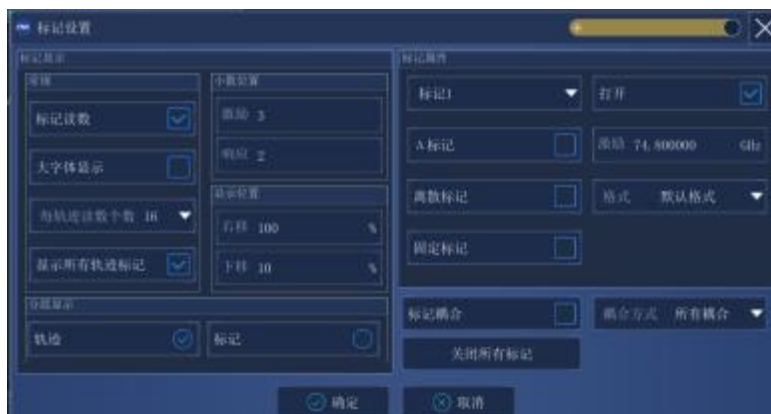 标记设置
标记显示
常规
标记读数
大字体显示
每轨迹读数个数 16
显示所有轨迹标记
小数位置
激励 3
响应 2
显示位置
右移 100 %
下移 10 %
分组显示
轨迹
标记
标记属性
标记1
打开
Δ标记
激励 74.800000 GHz
离散标记
格式 默认格式
固定标记
标记耦合
耦合方式 所有耦合
关闭所有标记
确定
取消